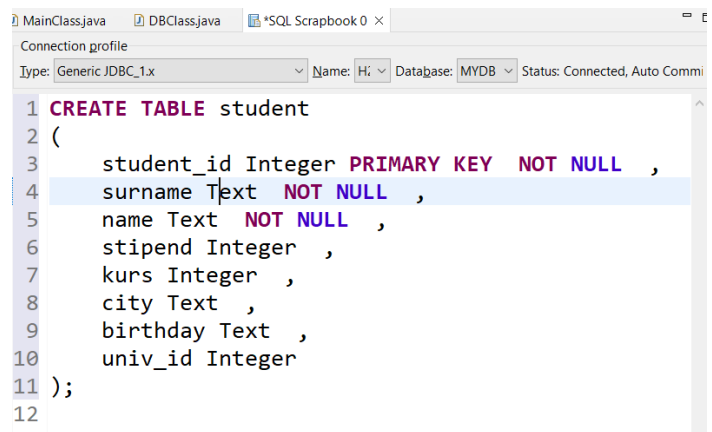 MainClass.java DBClass.java *SQL Scrapbook 0
Connection profile
Type: Generic JDBC_1.x Name: Database: MYDB Status: Connected, Auto Commi
1 CREATE TABLE student
2 (
3 student_id Integer PRIMARY KEY NOT NULL ,
4 surname Text NOT NULL ,
5 name Text NOT NULL ,
6 stipend Integer ,
7 kurs Integer ,
8 city Text ,
9 birthday Text ,
10 univ_id Integer
11 );
12